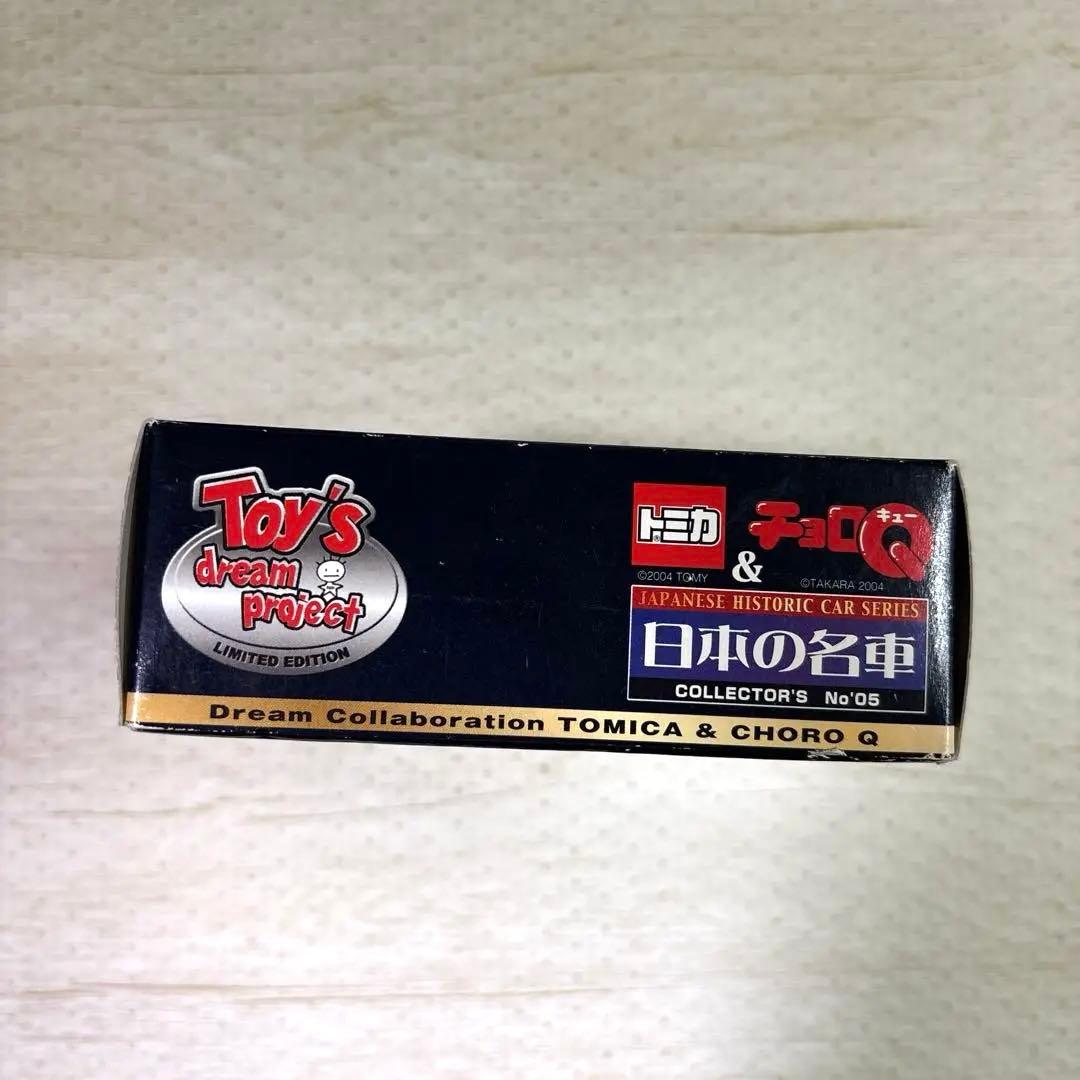 Toy's
dream
project
LIMITED EDITION
トミカ
®
&
チョロQ
キュー
©2004 TOMY
©TAKARA 2004
JAPANESE HISTORIC CAR SERIES
日本の名車
COLLECTOR'S No'05
Dream Collaboration TOMICA & CHORO Q